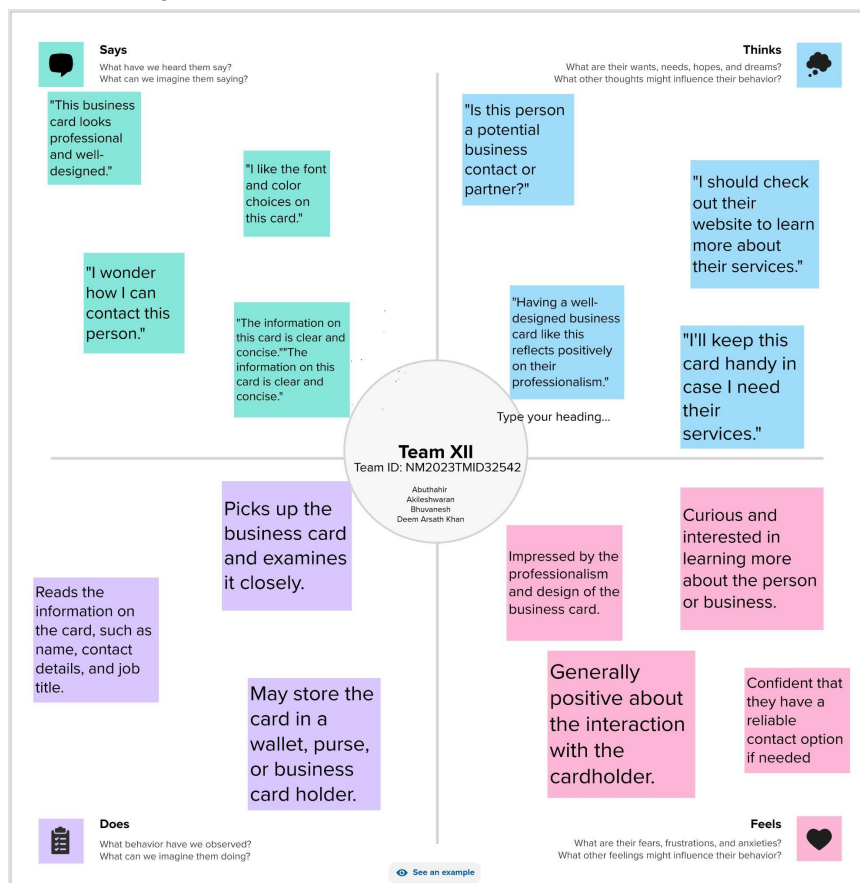 Says
What have we heard them say?
What can we imagine them saying?
"This business
card looks
professional
and well-
designed."
"I like the font
and color
choices on
this card."
"I wonder
how I can
contact this
person."
"The information on
this card is clear and
concise.""The
information on this
card is clear and
concise."
Thinks
What are their wants, needs, hopes, and dreams?
What other thoughts might influence their behavior?
"Is this person
a potential
business
contact or
partner?"
"I should check
out their
website to learn
more about
their services."
"Having a well-
designed business
card like this
reflects positively
on their
professionalism."
"I'll keep this
card handy in
case I need
their
services."
Type your heading...
Team XII
Team ID: NM2023TMID32542
Abuthahir
Akileshwaran
Bhuvanesh
Deem Arsath Khan
Picks up the
business card
and examines
it closely.
Reads the
information on
the card, such as
name, contact
details, and job
title.
May store the
card in a
wallet, purse,
or business
card holder.
Does
What behavior have we observed?
What can we imagine them doing?
Impressed by the
professionalism
and design of the
business card.
Curious and
interested in
learning more
about the person
or business.
Generally
positive about
the interaction
with the
cardholder.
Confident that
they have a
reliable
contact option
if needed
Feels
What are their fears, frustrations, and anxieties?
What other feelings might influence their behavior?
See an example